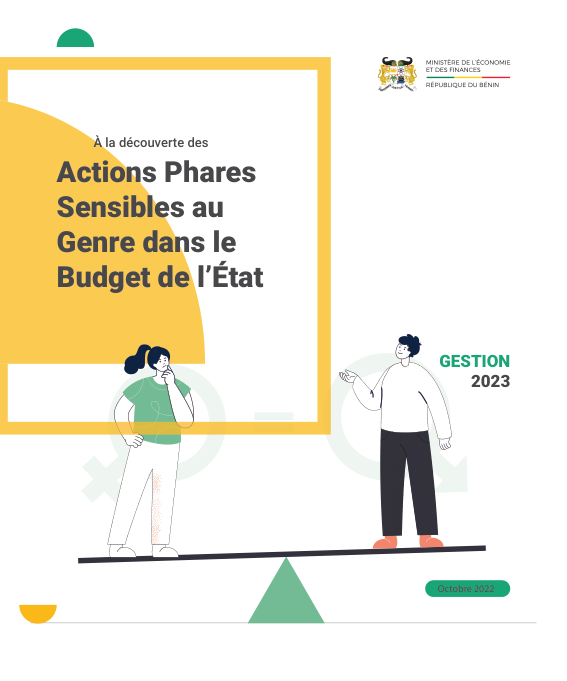 MINISTÈRE DE L'ÉCONOMIE
ET DES FINANCES
RÉPUBLIQUE DU BÉNIN
À la découverte des
Actions Phares
Sensibles au
Genre dans le
Budget de l'État
GESTION
2023
Octobre 2022